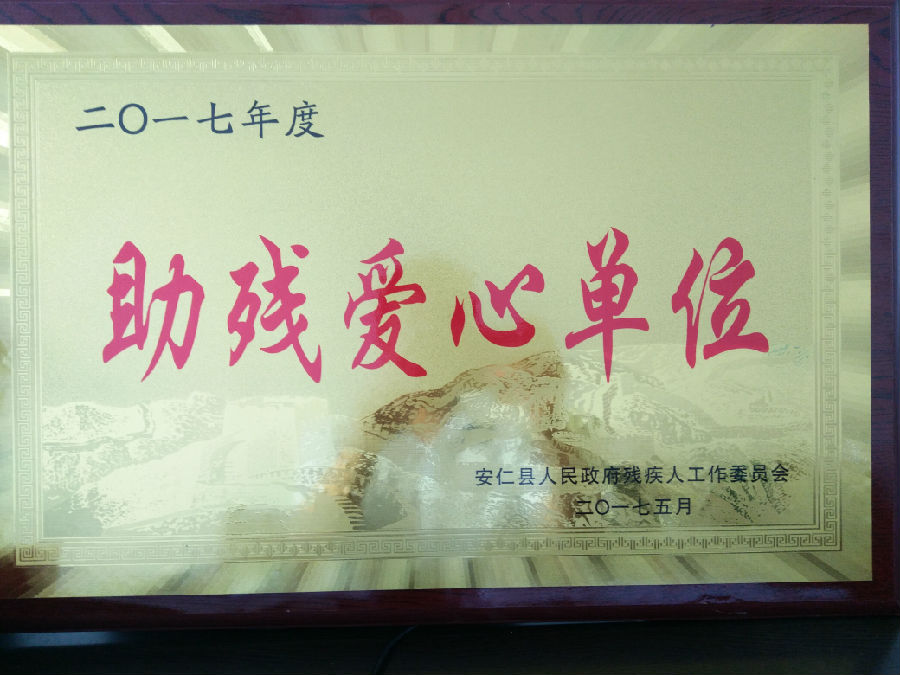 二〇一七年度
助残爱心单位
安仁县人民政府残疾人工作委员会
二〇一七五月